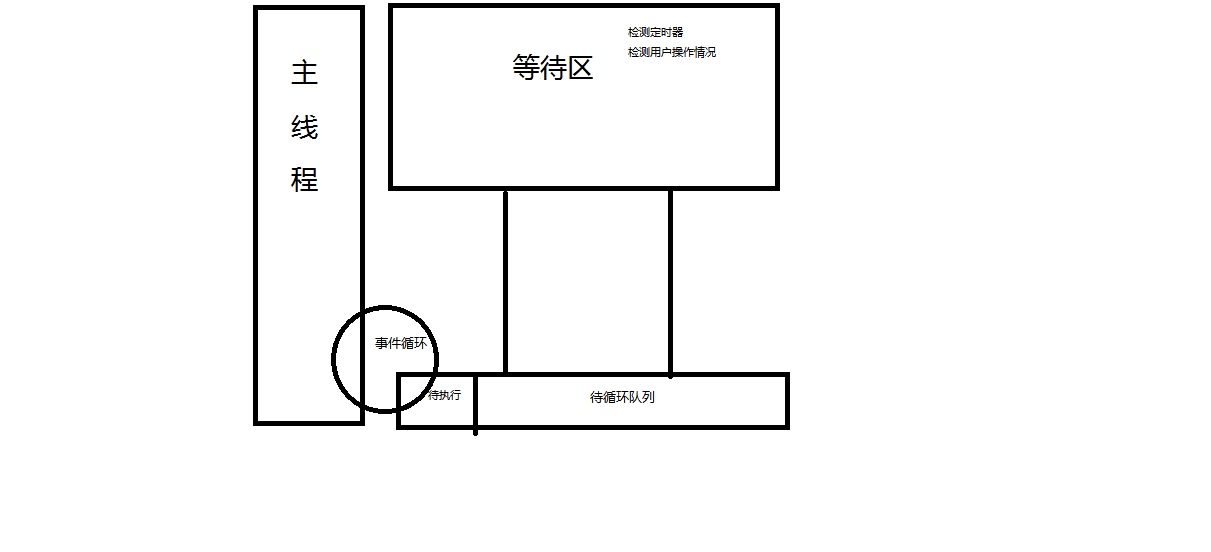 主
线
程
等待区
检测定时器
检测用户操作情况
事件循环
待执行
待循环队列